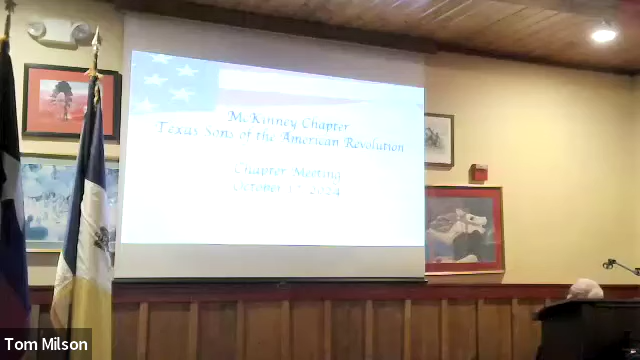 McKinney Chapter
Texas Sons of the American Revolution
Chapter Meeting
October 17, 2024
Tom Milson